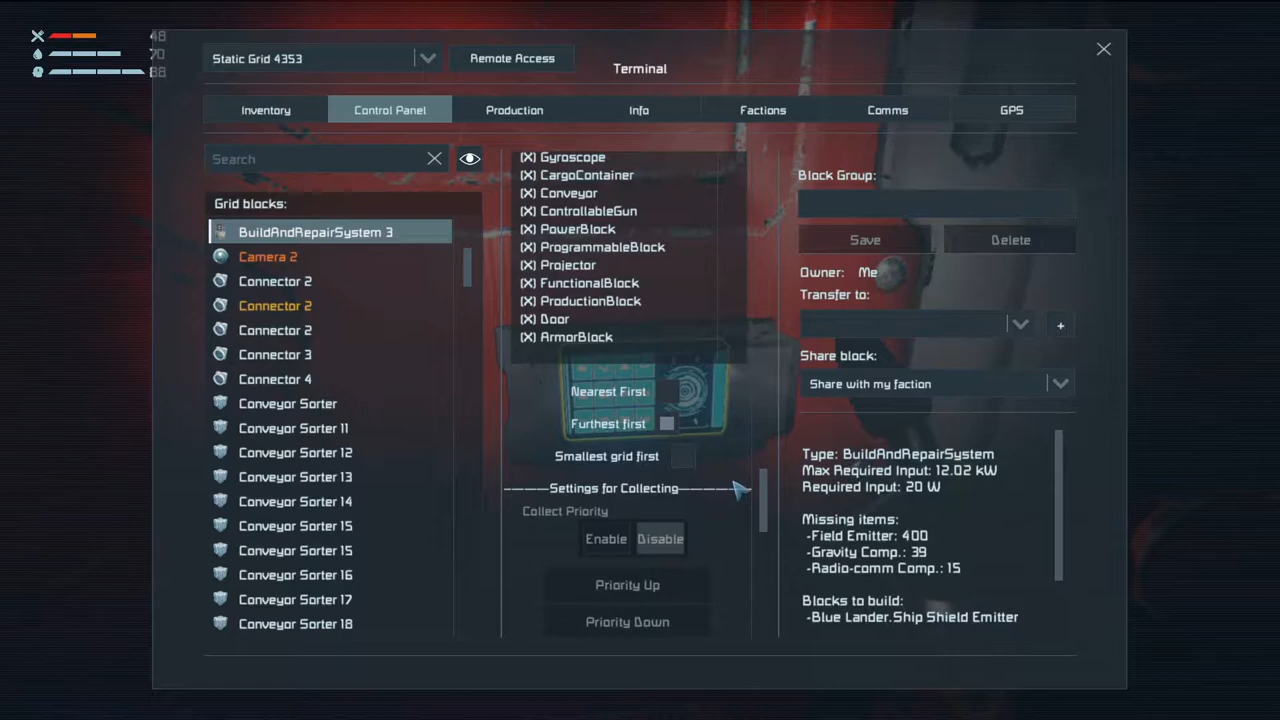 48
70
88
Static Grid 4353
Remote Access
Terminal
Inventory
Control Panel
Production
Info
Factions
Comms
GPS
Search
Grid blocks:
BuildAndRepairSystem 3
Camera 2
Connector 2
Connector 2
Connector 2
Connector 3
Connector 4
Conveyor Sorter
Conveyor Sorter 11
Conveyor Sorter 12
Conveyor Sorter 13
Conveyor Sorter 14
Conveyor Sorter 15
Conveyor Sorter 15
Conveyor Sorter 16
Conveyor Sorter 17
Conveyor Sorter 18
(X) Gyroscope
(X) CargoContainer
(X) Conveyor
(X) ControllableGun
(X) PowerBlock
(X) ProgrammableBlock
(X) Projector
(X) FunctionalBlock
(X) ProductionBlock
(X) Door
(X) ArmorBlock
Nearest First
Furthest first
Smallest grid first
Settings for Collecting
Collect Priority
Enable Disable
Priority Up
Priority Down
Block Group:
Save
Delete
Owner: Me
Transfer to:
+
Share block:
Share with my faction
Type: BuildAndRepairSystem
Max Required Input: 12.02 kW
Required Input: 20 W
Missing items:
-Field Emitter: 400
-Gravity Comp.: 39
-Radio-comm Comp.: 15
Blocks to build:
-Blue Lander.Ship Shield Emitter